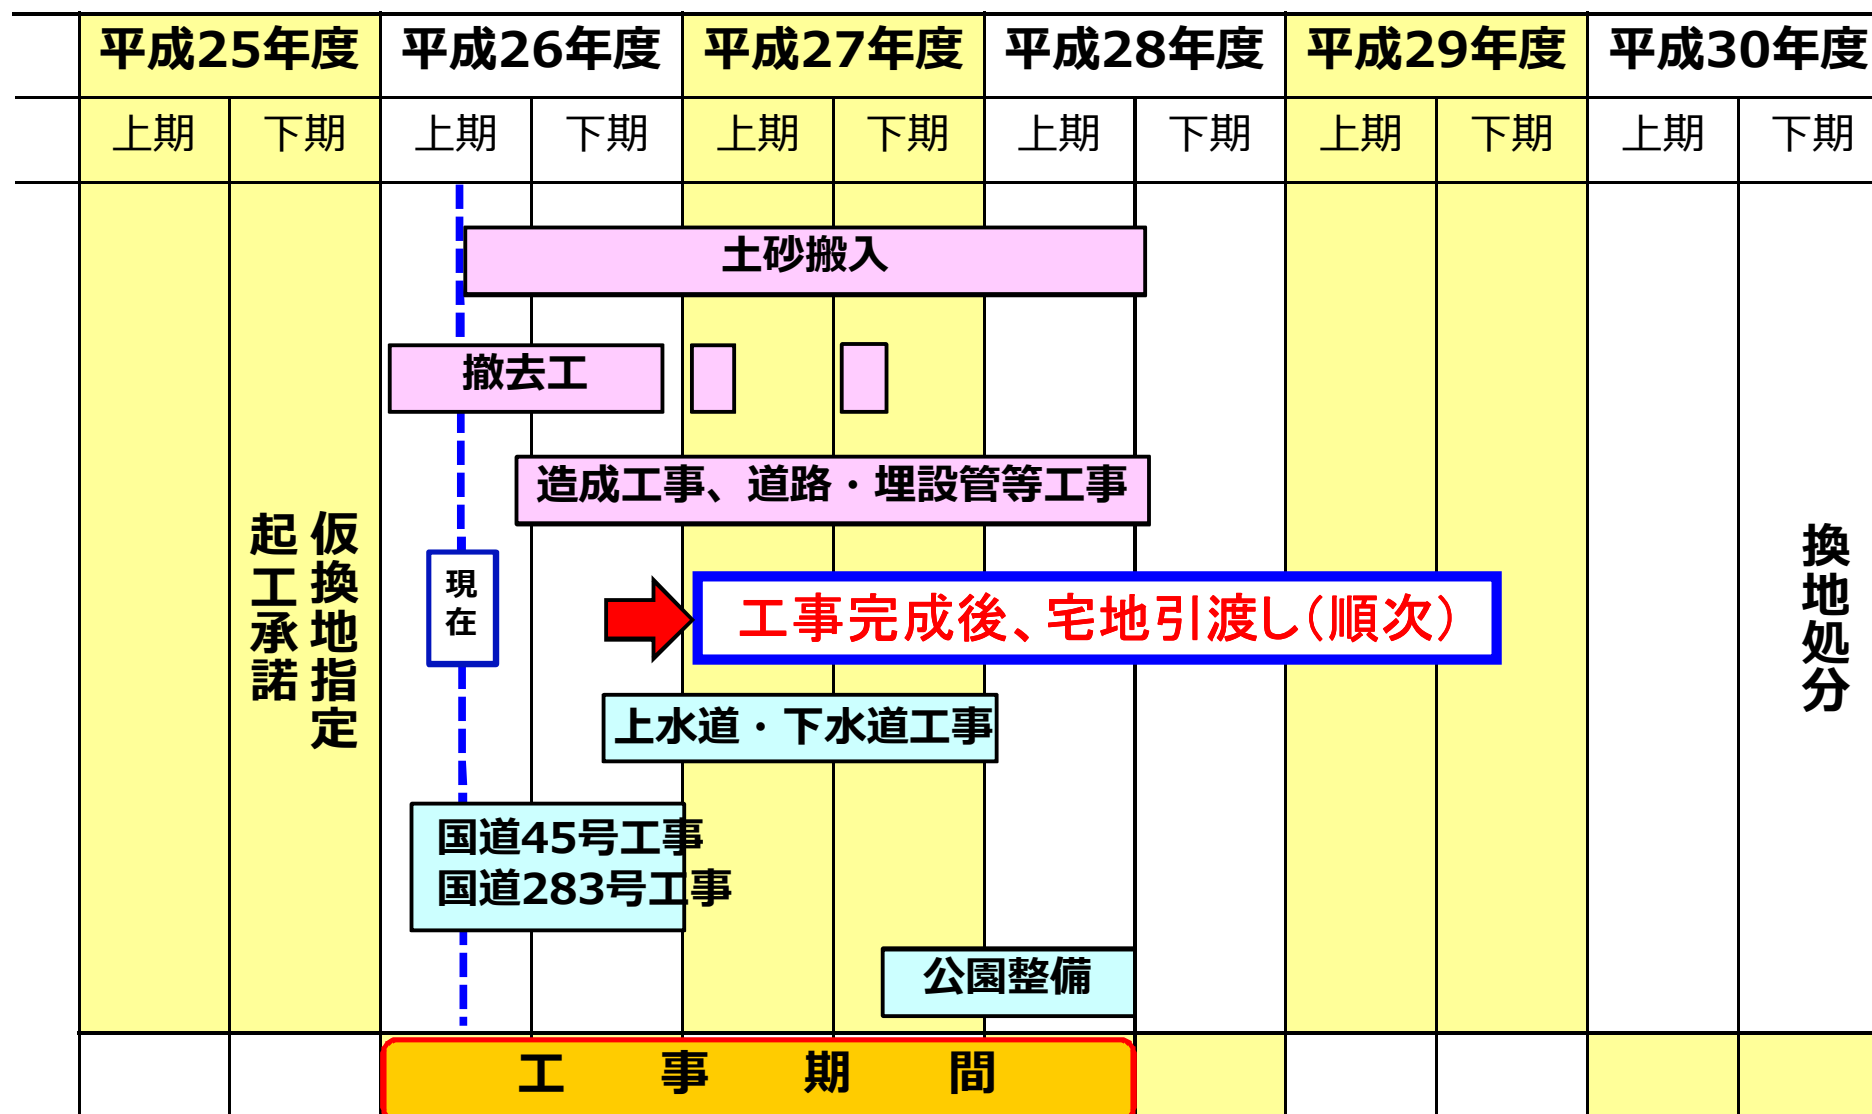 平成25年度 平成26年度 平成27年度 平成28年度 平成29年度 平成30年度
上期 下期 上期 下期 上期 下期 上期 下期 上期 下期 上期 下期
土砂搬入
撤去工
造成工事、道路・埋設管等工事
仮換地指定
起工承諾
現在
工事完成後、宅地引渡し(順次)
換地処分
上水道・下水道工事
国道45号工事
国道283号工事
公園整備
工事期間